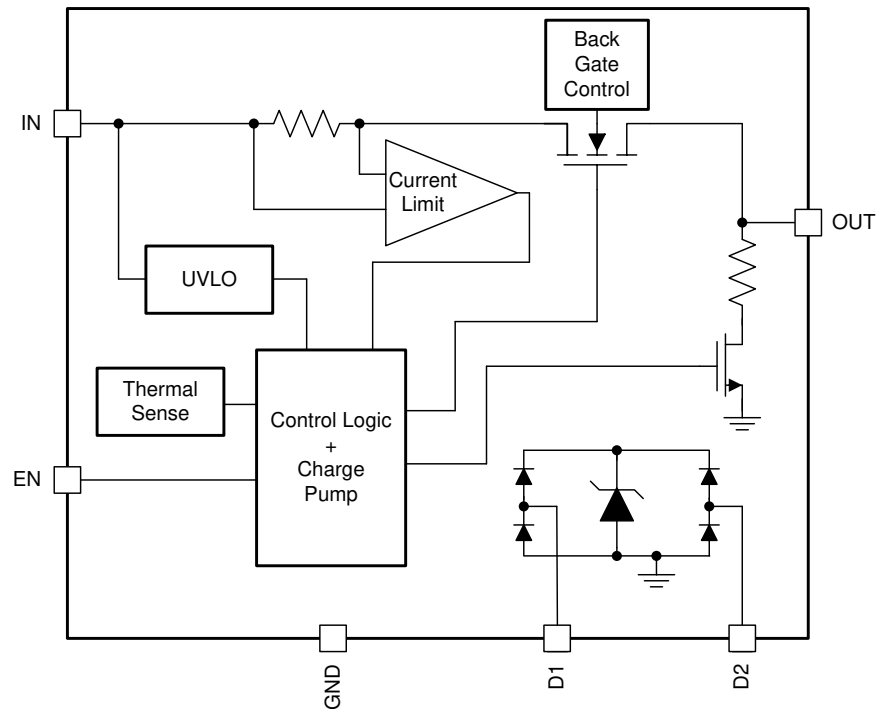 Back
Gate
Control
IN
Current
Limit
OUT
UVLO
Thermal
Sense
Control Logic
+
Charge
Pump
EN
GND
D1
D2